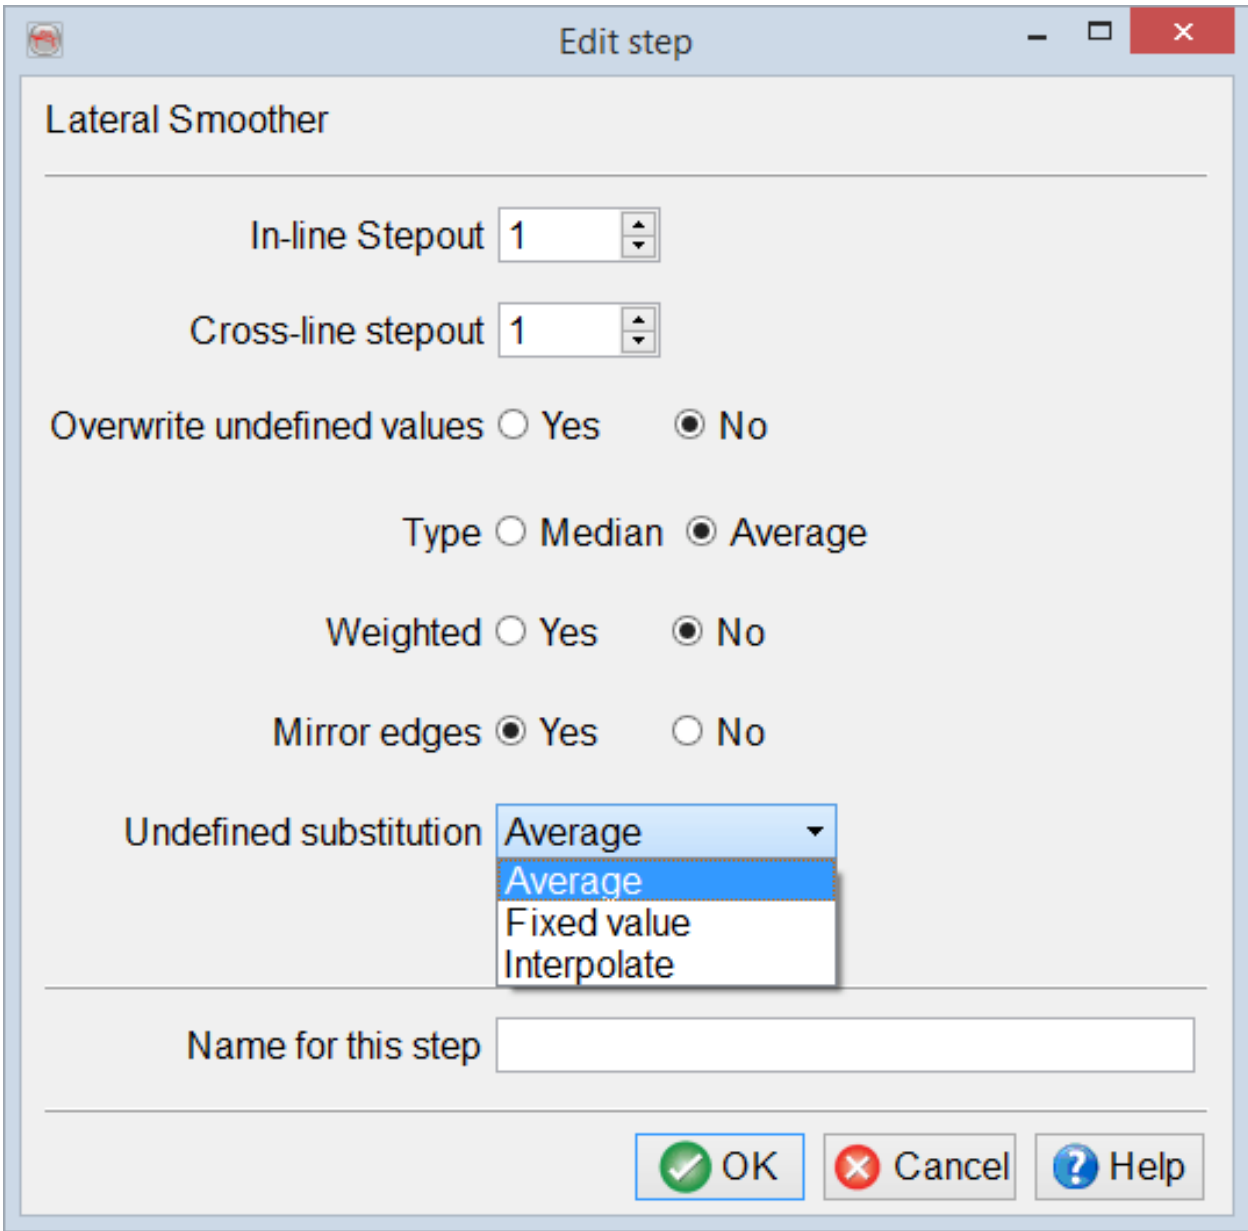 Edit step
Lateral Smoother
In-line Stepout 1
Cross-line stepout 1
Overwrite undefined values Yes No
Type Median Average
Weighted Yes No
Mirror edges Yes No
Undefined substitution Average
Average
Fixed value
Interpolate
Name for this step
OK Cancel Help